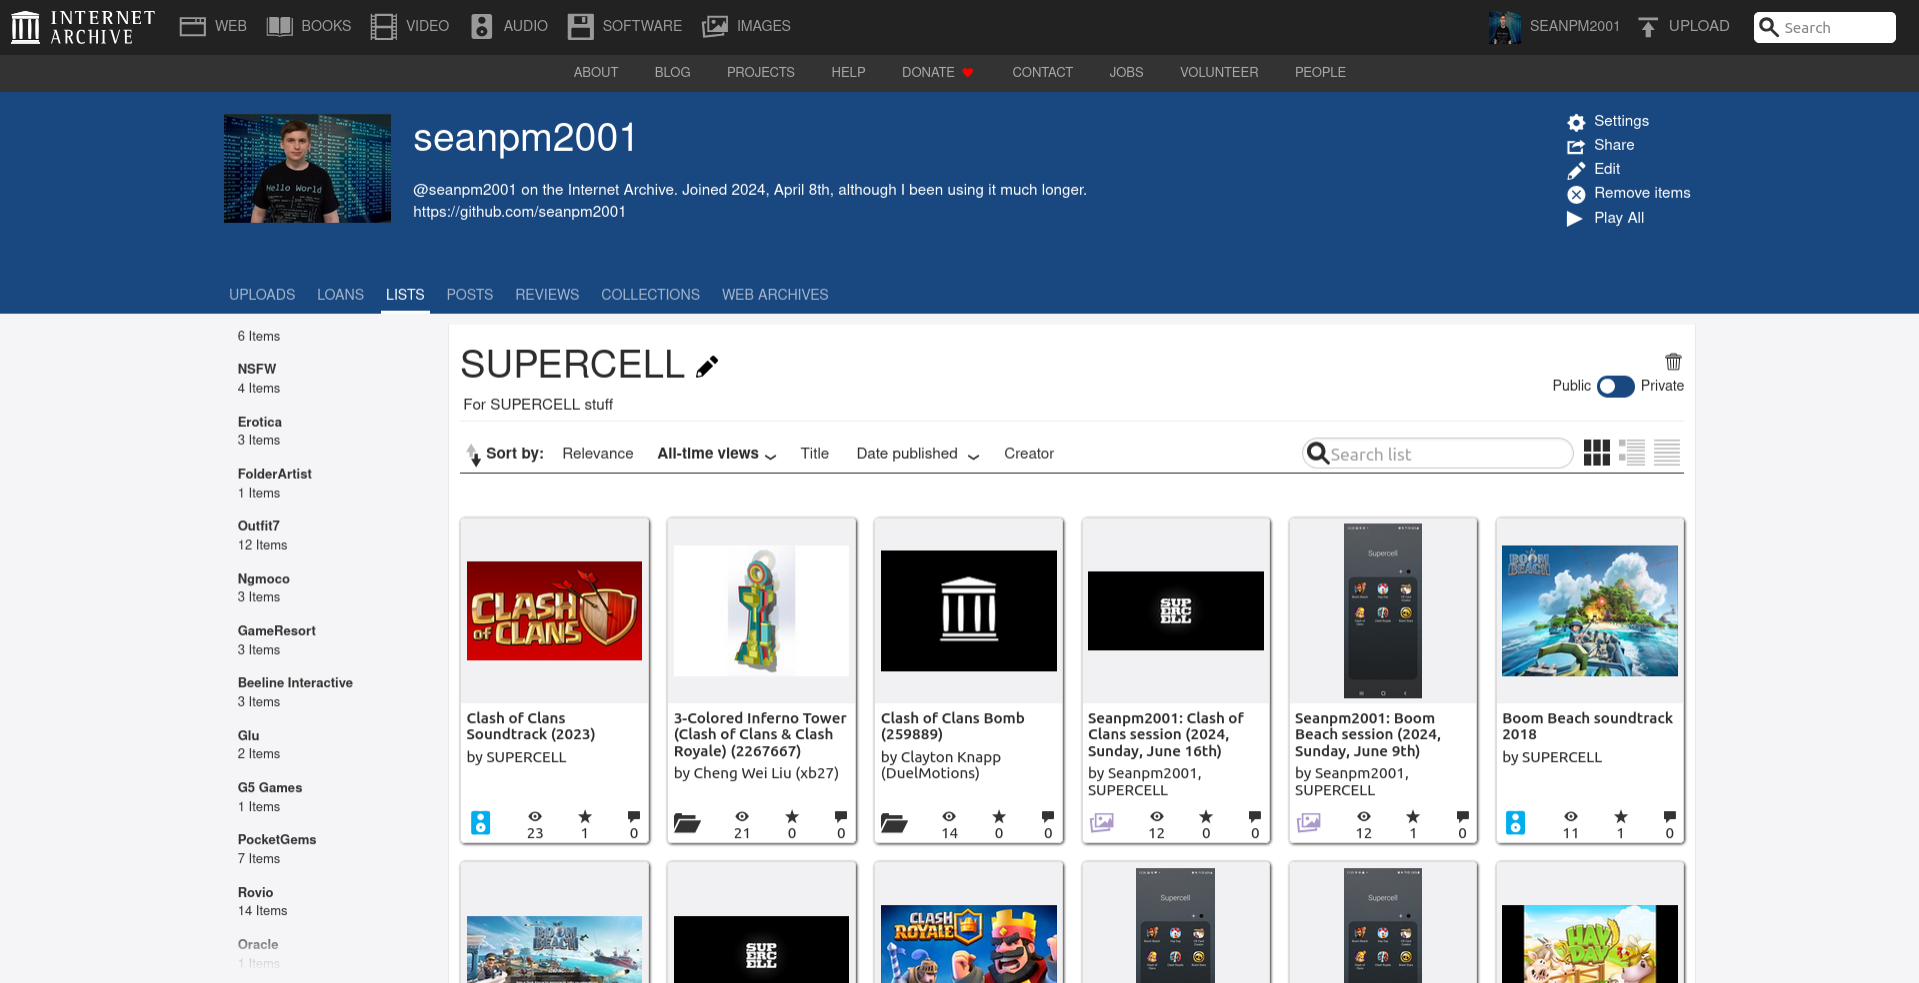 INTERNET ARCHIVE
WEB BOOKS VIDEO AUDIO SOFTWARE IMAGES SEANPM2001 UPLOAD Search
ABOUT BLOG PROJECTS HELP DONATE CONTACT JOBS VOLUNTEER PEOPLE
Hello World
seanpm2001
@seanpm2001 on the Internet Archive. Joined 2024, April 8th, although I been using it much longer.
https://github.com/seanpm2001
Settings
Share
Edit
Remove items
Play All
UPLOADS LOANS LISTS POSTS REVIEWS COLLECTIONS WEB ARCHIVES
6 Items
NSFW
4 Items
Erotica
3 Items
FolderArtist
1 Items
Outfit7
12 Items
Ngmoco
3 Items
GameResort
3 Items
Beeline Interactive
3 Items
Glu
2 Items
G5 Games
1 Items
PocketGems
7 Items
Rovio
14 Items
Oracle
1 Items
SUPERCELL
For SUPERCELL stuff
Public Private
Sort by: Relevance All-time views Title Date published Creator
Search list
CLASH OF CLANS
Clash of Clans
Soundtrack (2023)
by SUPERCELL
23 1 0
3-Colored Inferno Tower
(Clash of Clans & Clash
Royale) (2267667)
by Cheng Wei Liu (xb27)
21 0 0
Clash of Clans Bomb
(259889)
by Clayton Knapp
(DuelMotions)
14 0 0
SUP
ERC
ELL
Seanpm2001: Clash of
Clans session (2024,
Sunday, June 16th)
by Seanpm2001,
SUPERCELL
12 0 0
Supercell
Seanpm2001: Boom
Beach session (2024,
Sunday, June 9th)
by Seanpm2001,
SUPERCELL
12 1 0
BOOM
BEACH
Boom Beach soundtrack
2018
by SUPERCELL
11 1 0
BOOM
BEACH
SUP
ERC
ELL
CLASH
ROYALE
Supercell
Supercell
HAY
DAY